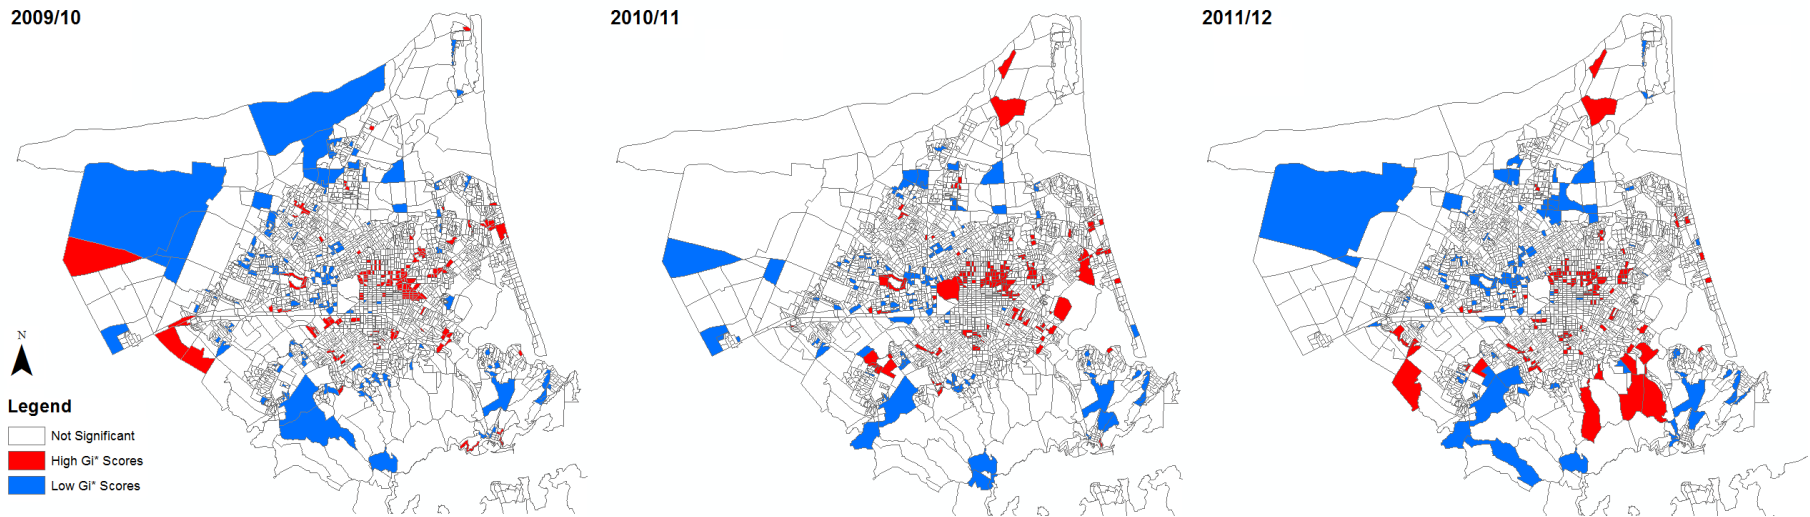 2009/10
2010/11
2011/12
N
Legend
Not Significant
High Gi* Scores
Low Gi* Scores